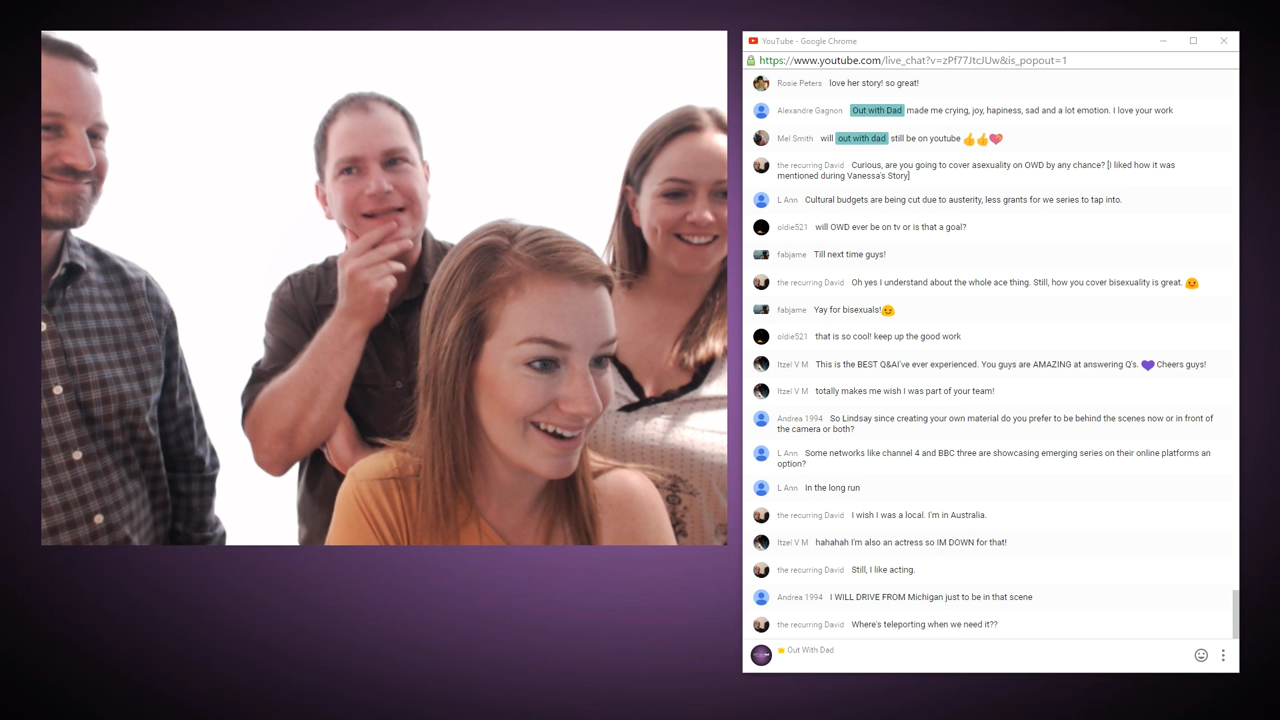 YouTube - Google Chrome
https://www.youtube.com/live_chat?v=zPf77JtcJUw&is_popout=1
Rosie Peters love her story! so great!
Alexandre Gagnon Out with Dad made me crying, joy, hapiness, sad and a lot emotion. I love your work
Mel Smith will out with dad still be on youtube 👍👍💖
the recurring David Curious, are you going to cover asexuality on OWD by any chance? [I liked how it was
mentioned during Vanessa's Story]
L Ann Cultural budgets are being cut due to austerity, less grants for we series to tap into.
oldie521 will OWD ever be on tv or is that a goal?
fabjame Till next time guys!
the recurring David Oh yes I understand about the whole ace thing. Still, how you cover bisexuality is great. 🙂
fabjame Yay for bisexuals!😉
oldie521 that is so cool! keep up the good work
Itzel V M This is the BEST Q&AI've ever experienced. You guys are AMAZING at answering Q's. 💜 Cheers guys!
Itzel V M totally makes me wish I was part of your team!
Andrea 1994 So Lindsay since creating your own material do you prefer to be behind the scenes now or in front of
the camera or both?
L Ann Some networks like channel 4 and BBC three are showcasing emerging series on their online platforms an
option?
L Ann In the long run
the recurring David I wish I was a local. I'm in Australia.
Itzel V M hahahah I'm also an actress so IM DOWN for that!
the recurring David Still, I like acting.
Andrea 1994 I WILL DRIVE FROM Michigan just to be in that scene
the recurring David Where's teleporting when we need it??
Out With Dad